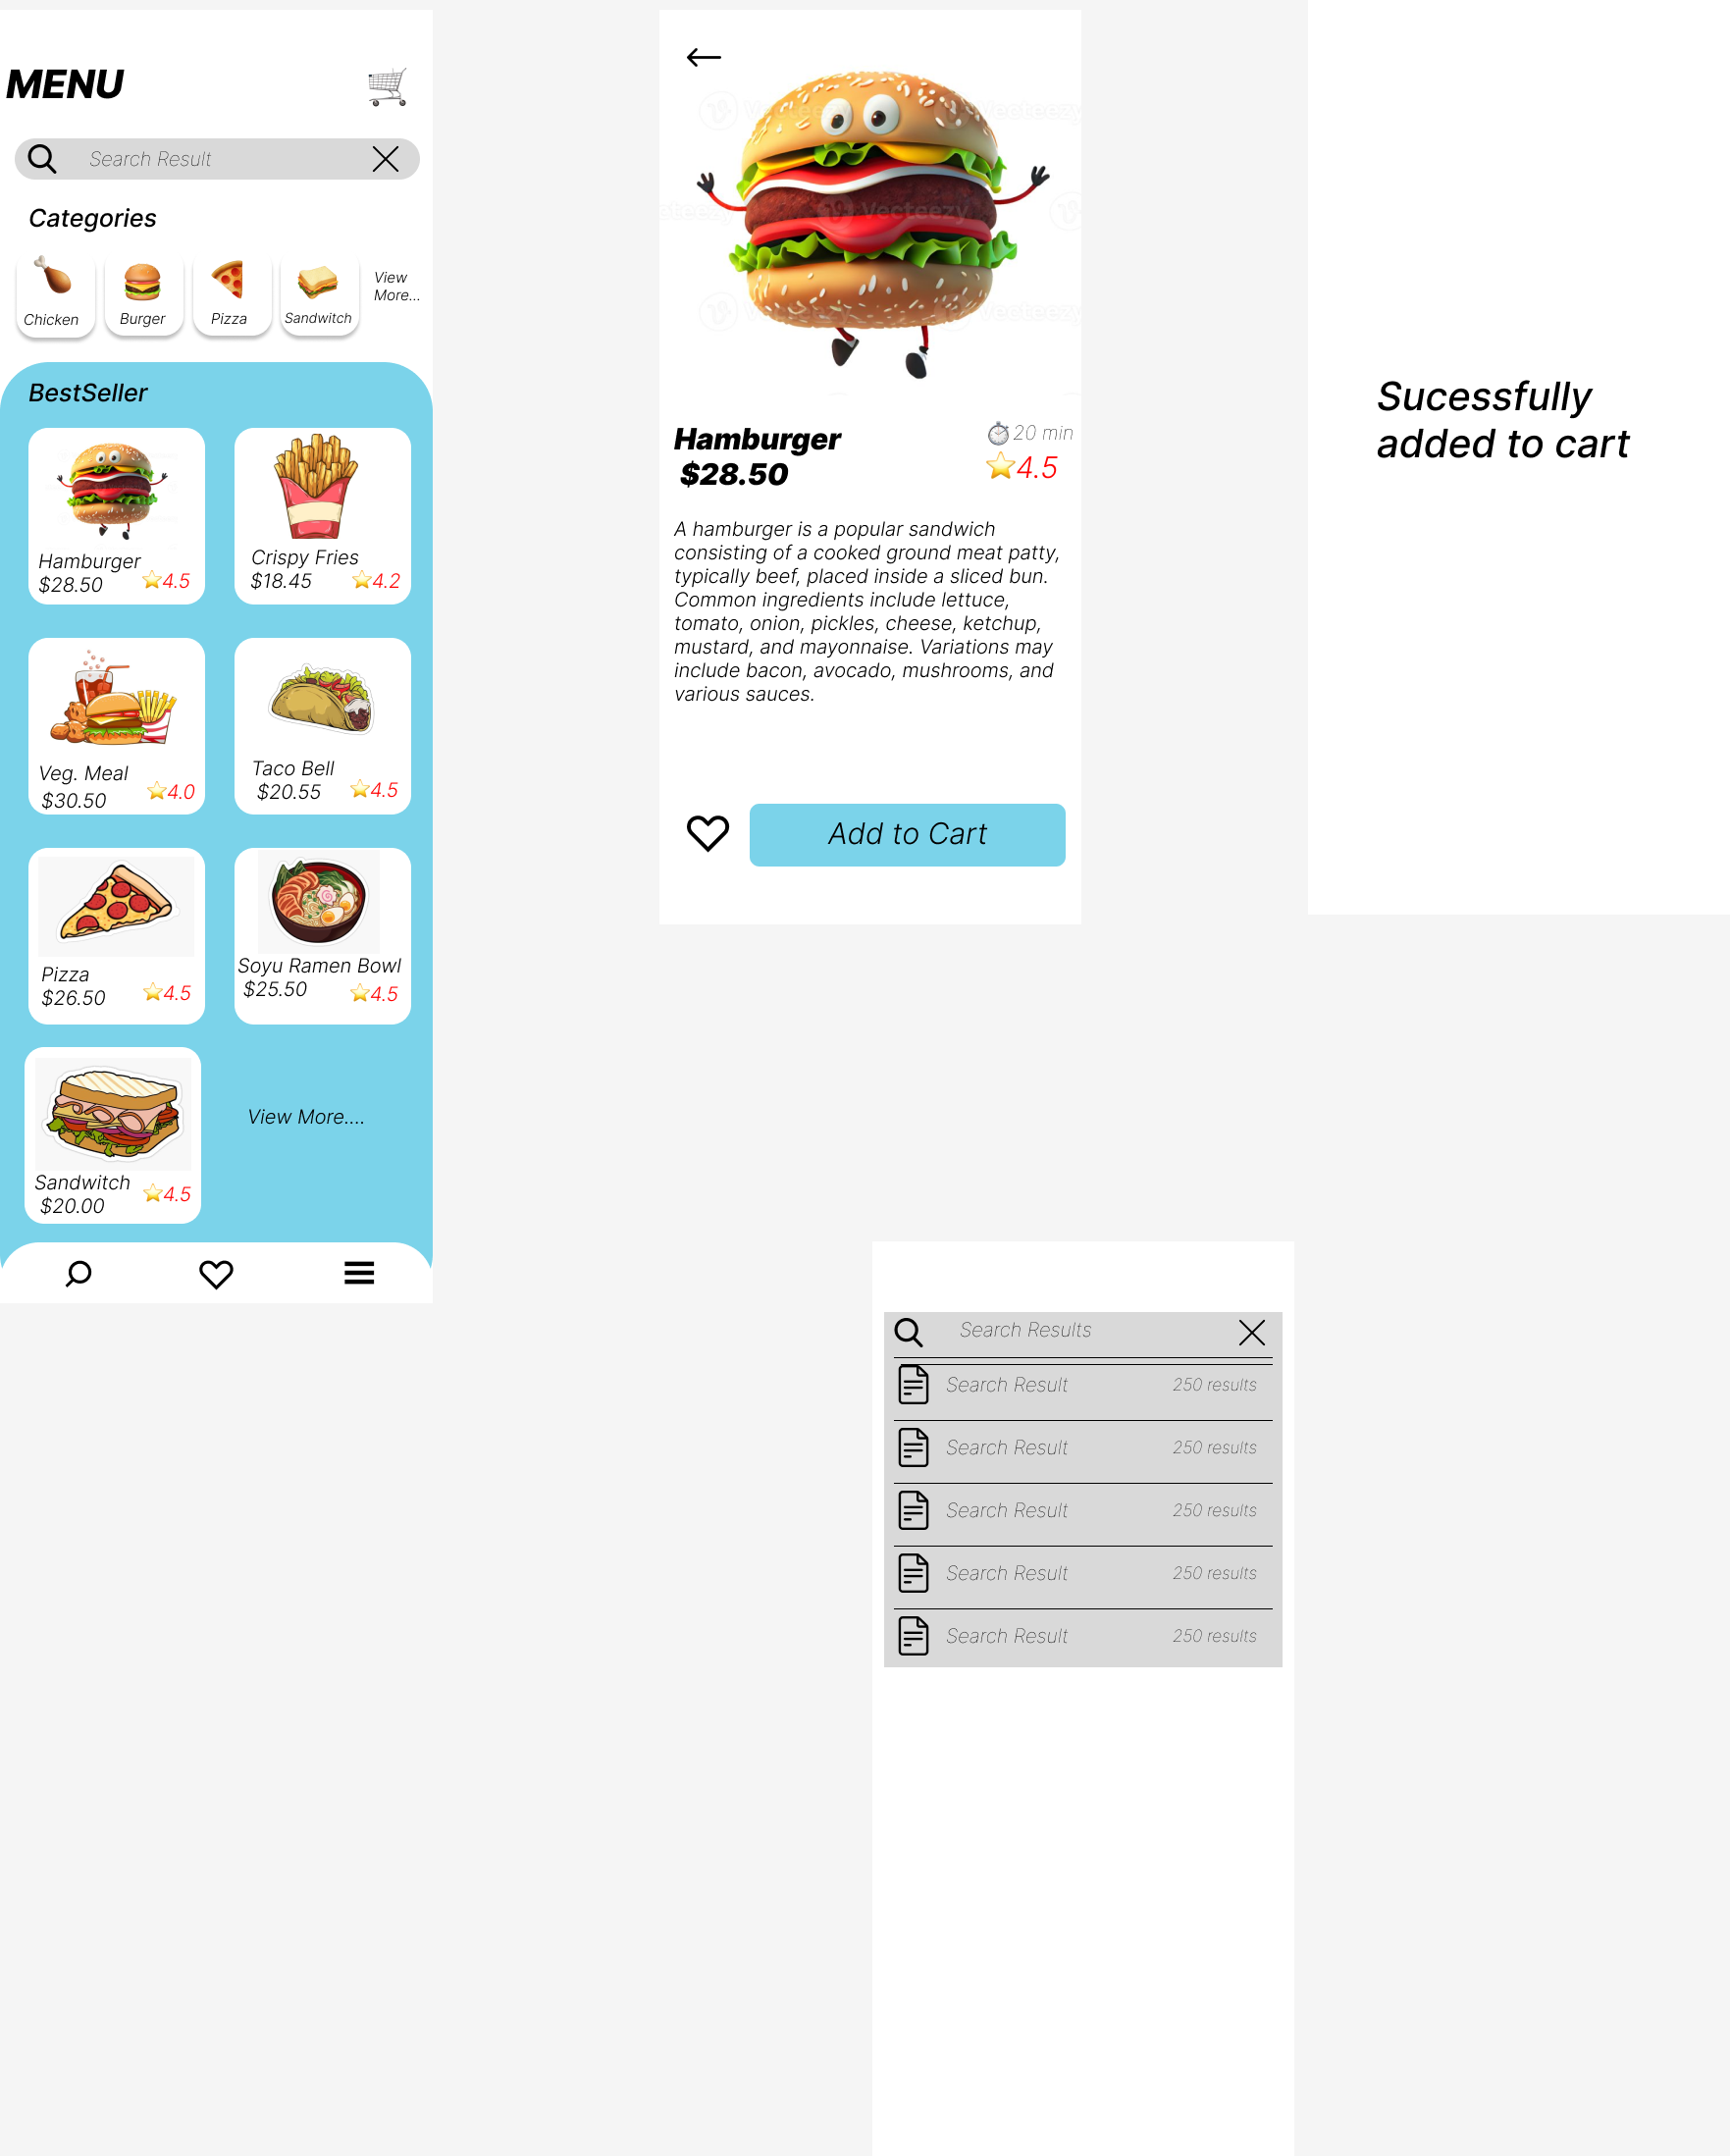 MENU
Search Result
Categories
Chicken
Burger
Pizza
Sandwitch
View
More...
BestSeller
Hamburger
$28.50
⭐4.5
Crispy Fries
$18.45
⭐4.2
Veg. Meal
$30.50
⭐4.0
Taco Bell
$20.55
⭐4.5
Pizza
$26.50
⭐4.5
Soyu Ramen Bowl
$25.50
⭐4.5
Sandwitch
$20.00
⭐4.5
View More....
Vecteezy
Vecteezy
Vecteezy
Hamburger
$28.50
20 min
⭐4.5
A hamburger is a popular sandwich
consisting of a cooked ground meat patty,
typically beef, placed inside a sliced bun.
Common ingredients include lettuce,
tomato, onion, pickles, cheese, ketchup,
mustard, and mayonnaise. Variations may
include bacon, avocado, mushrooms, and
various sauces.
Add to Cart
Sucessfully
added to cart
Search Results
Search Result 250 results
Search Result 250 results
Search Result 250 results
Search Result 250 results
Search Result 250 results